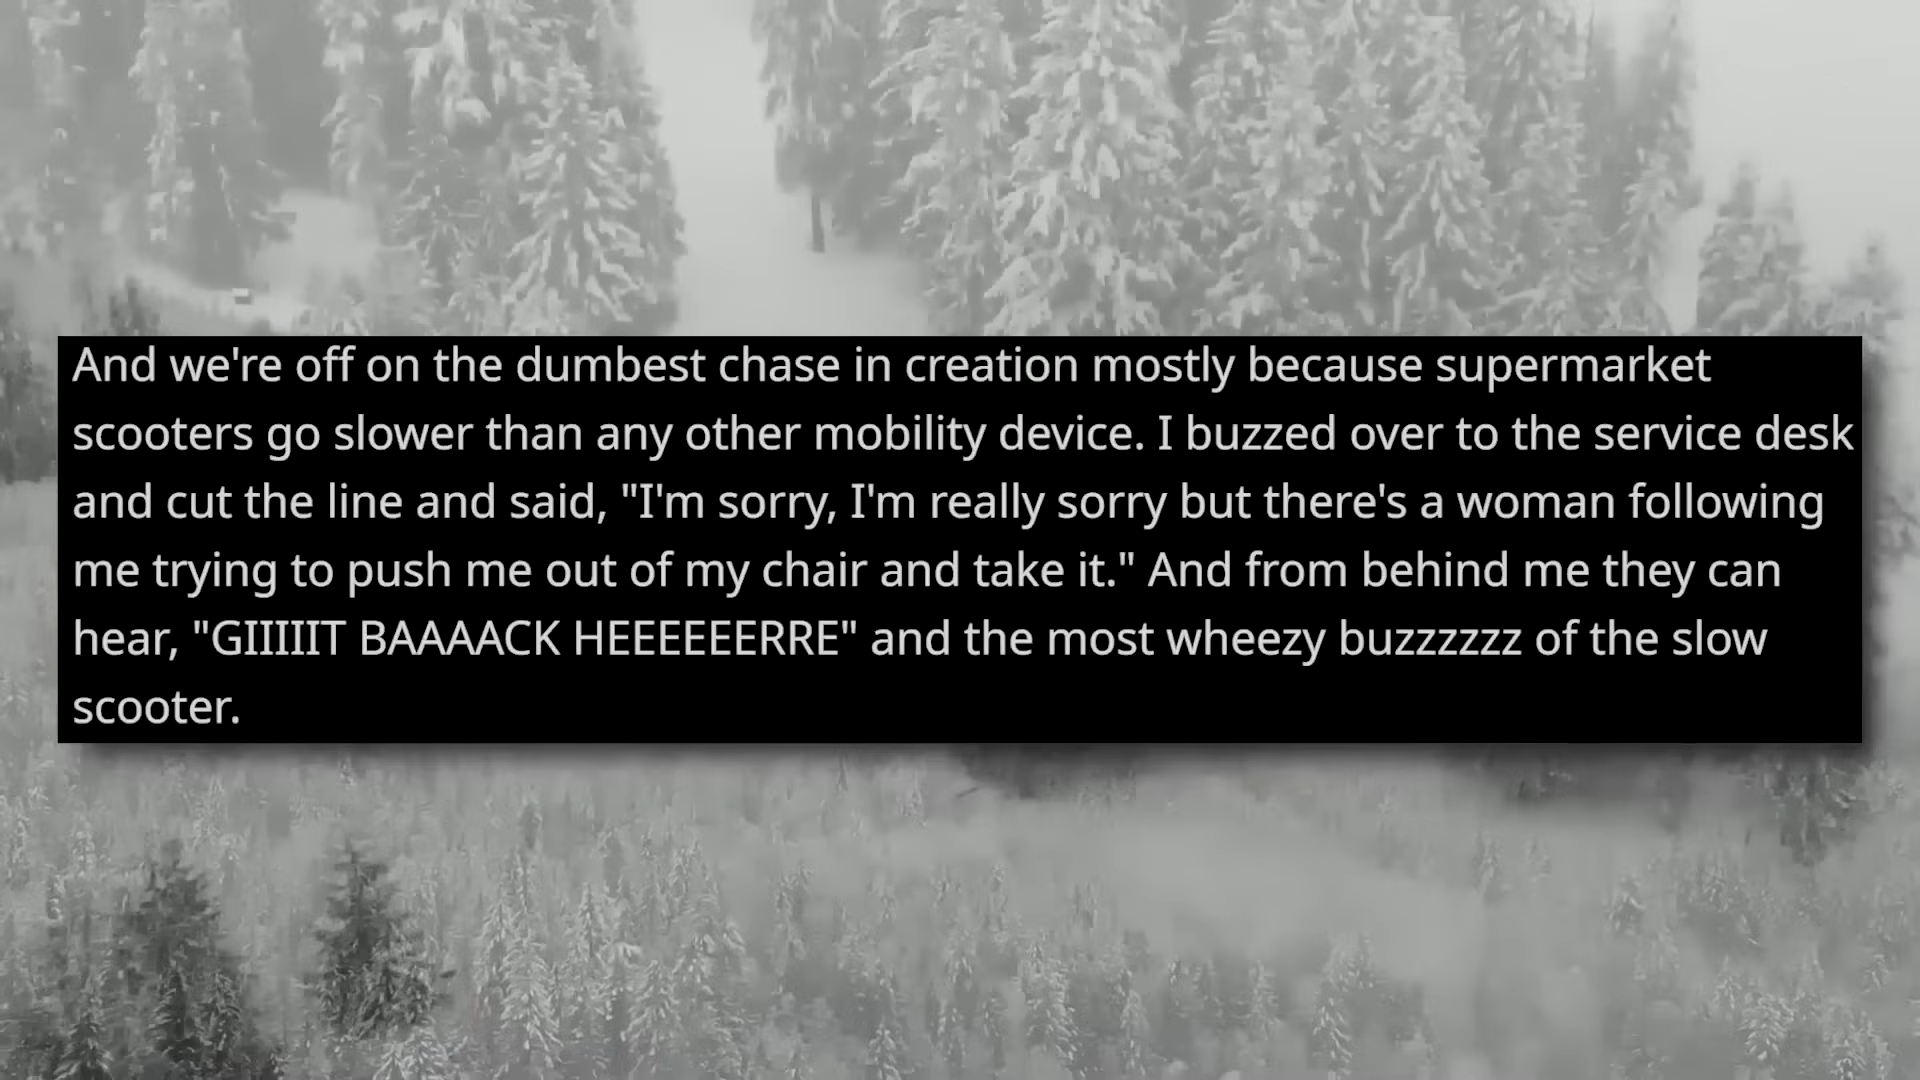 And we're off on the dumbest chase in creation mostly because supermarket
scooters go slower than any other mobility device. I buzzed over to the service desk
and cut the line and said, "I'm sorry, I'm really sorry but there's a woman following
me trying to push me out of my chair and take it." And from behind me they can
hear, "GIIIIIT BAAAACK HEEEEEERRE" and the most wheezy buzzzzzz of the slow
scooter.